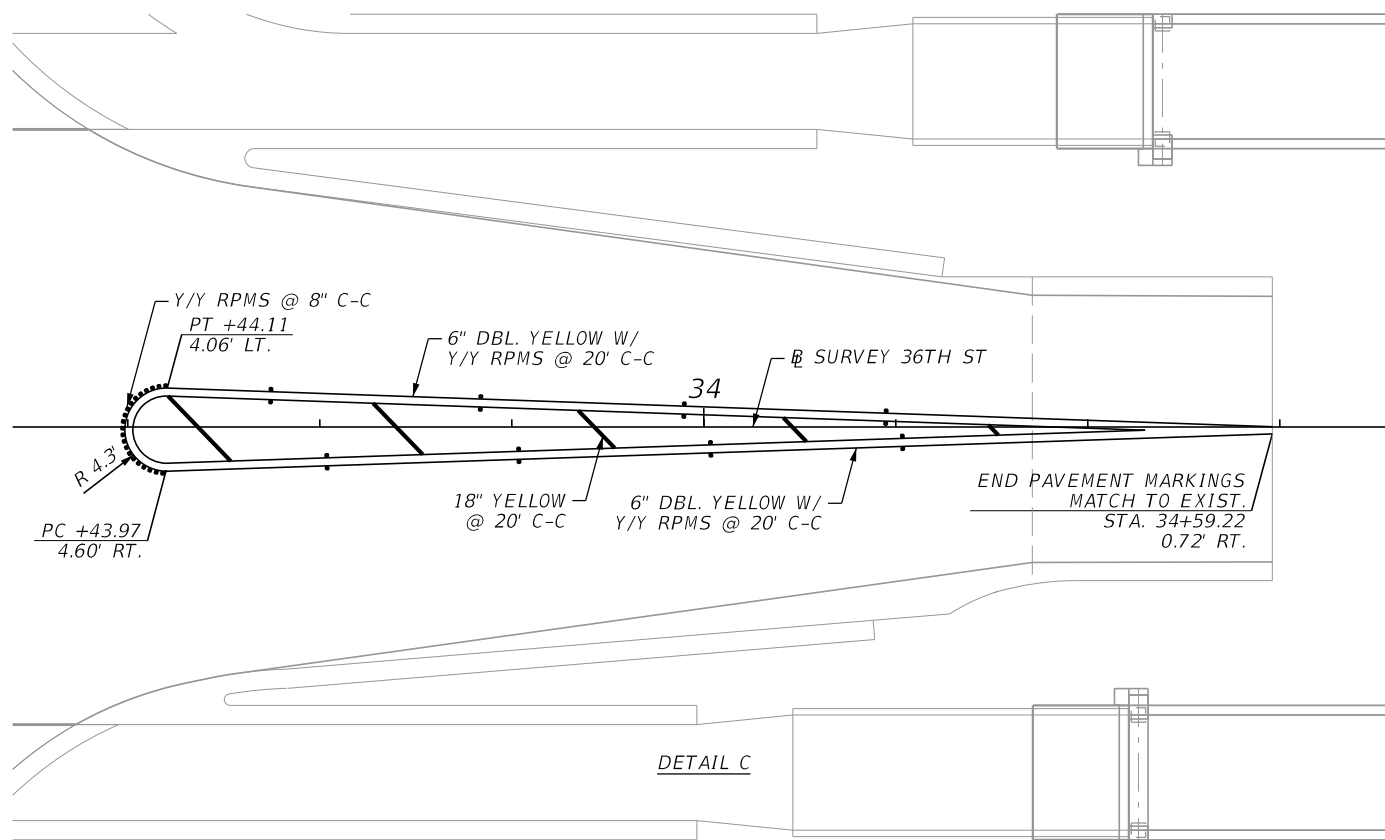 Y/Y RPMS @ 8" C-C
PT +44.11
4.06' LT.
6" DBL. YELLOW W/
Y/Y RPMS @ 20' C-C
34
BL SURVEY 36TH ST
R 4.3'
PC +43.97
4.60' RT.
18" YELLOW
@ 20' C-C
6" DBL. YELLOW W/
Y/Y RPMS @ 20' C-C
END PAVEMENT MARKINGS
MATCH TO EXIST.
STA. 34+59.22
0.72' RT.
DETAIL C